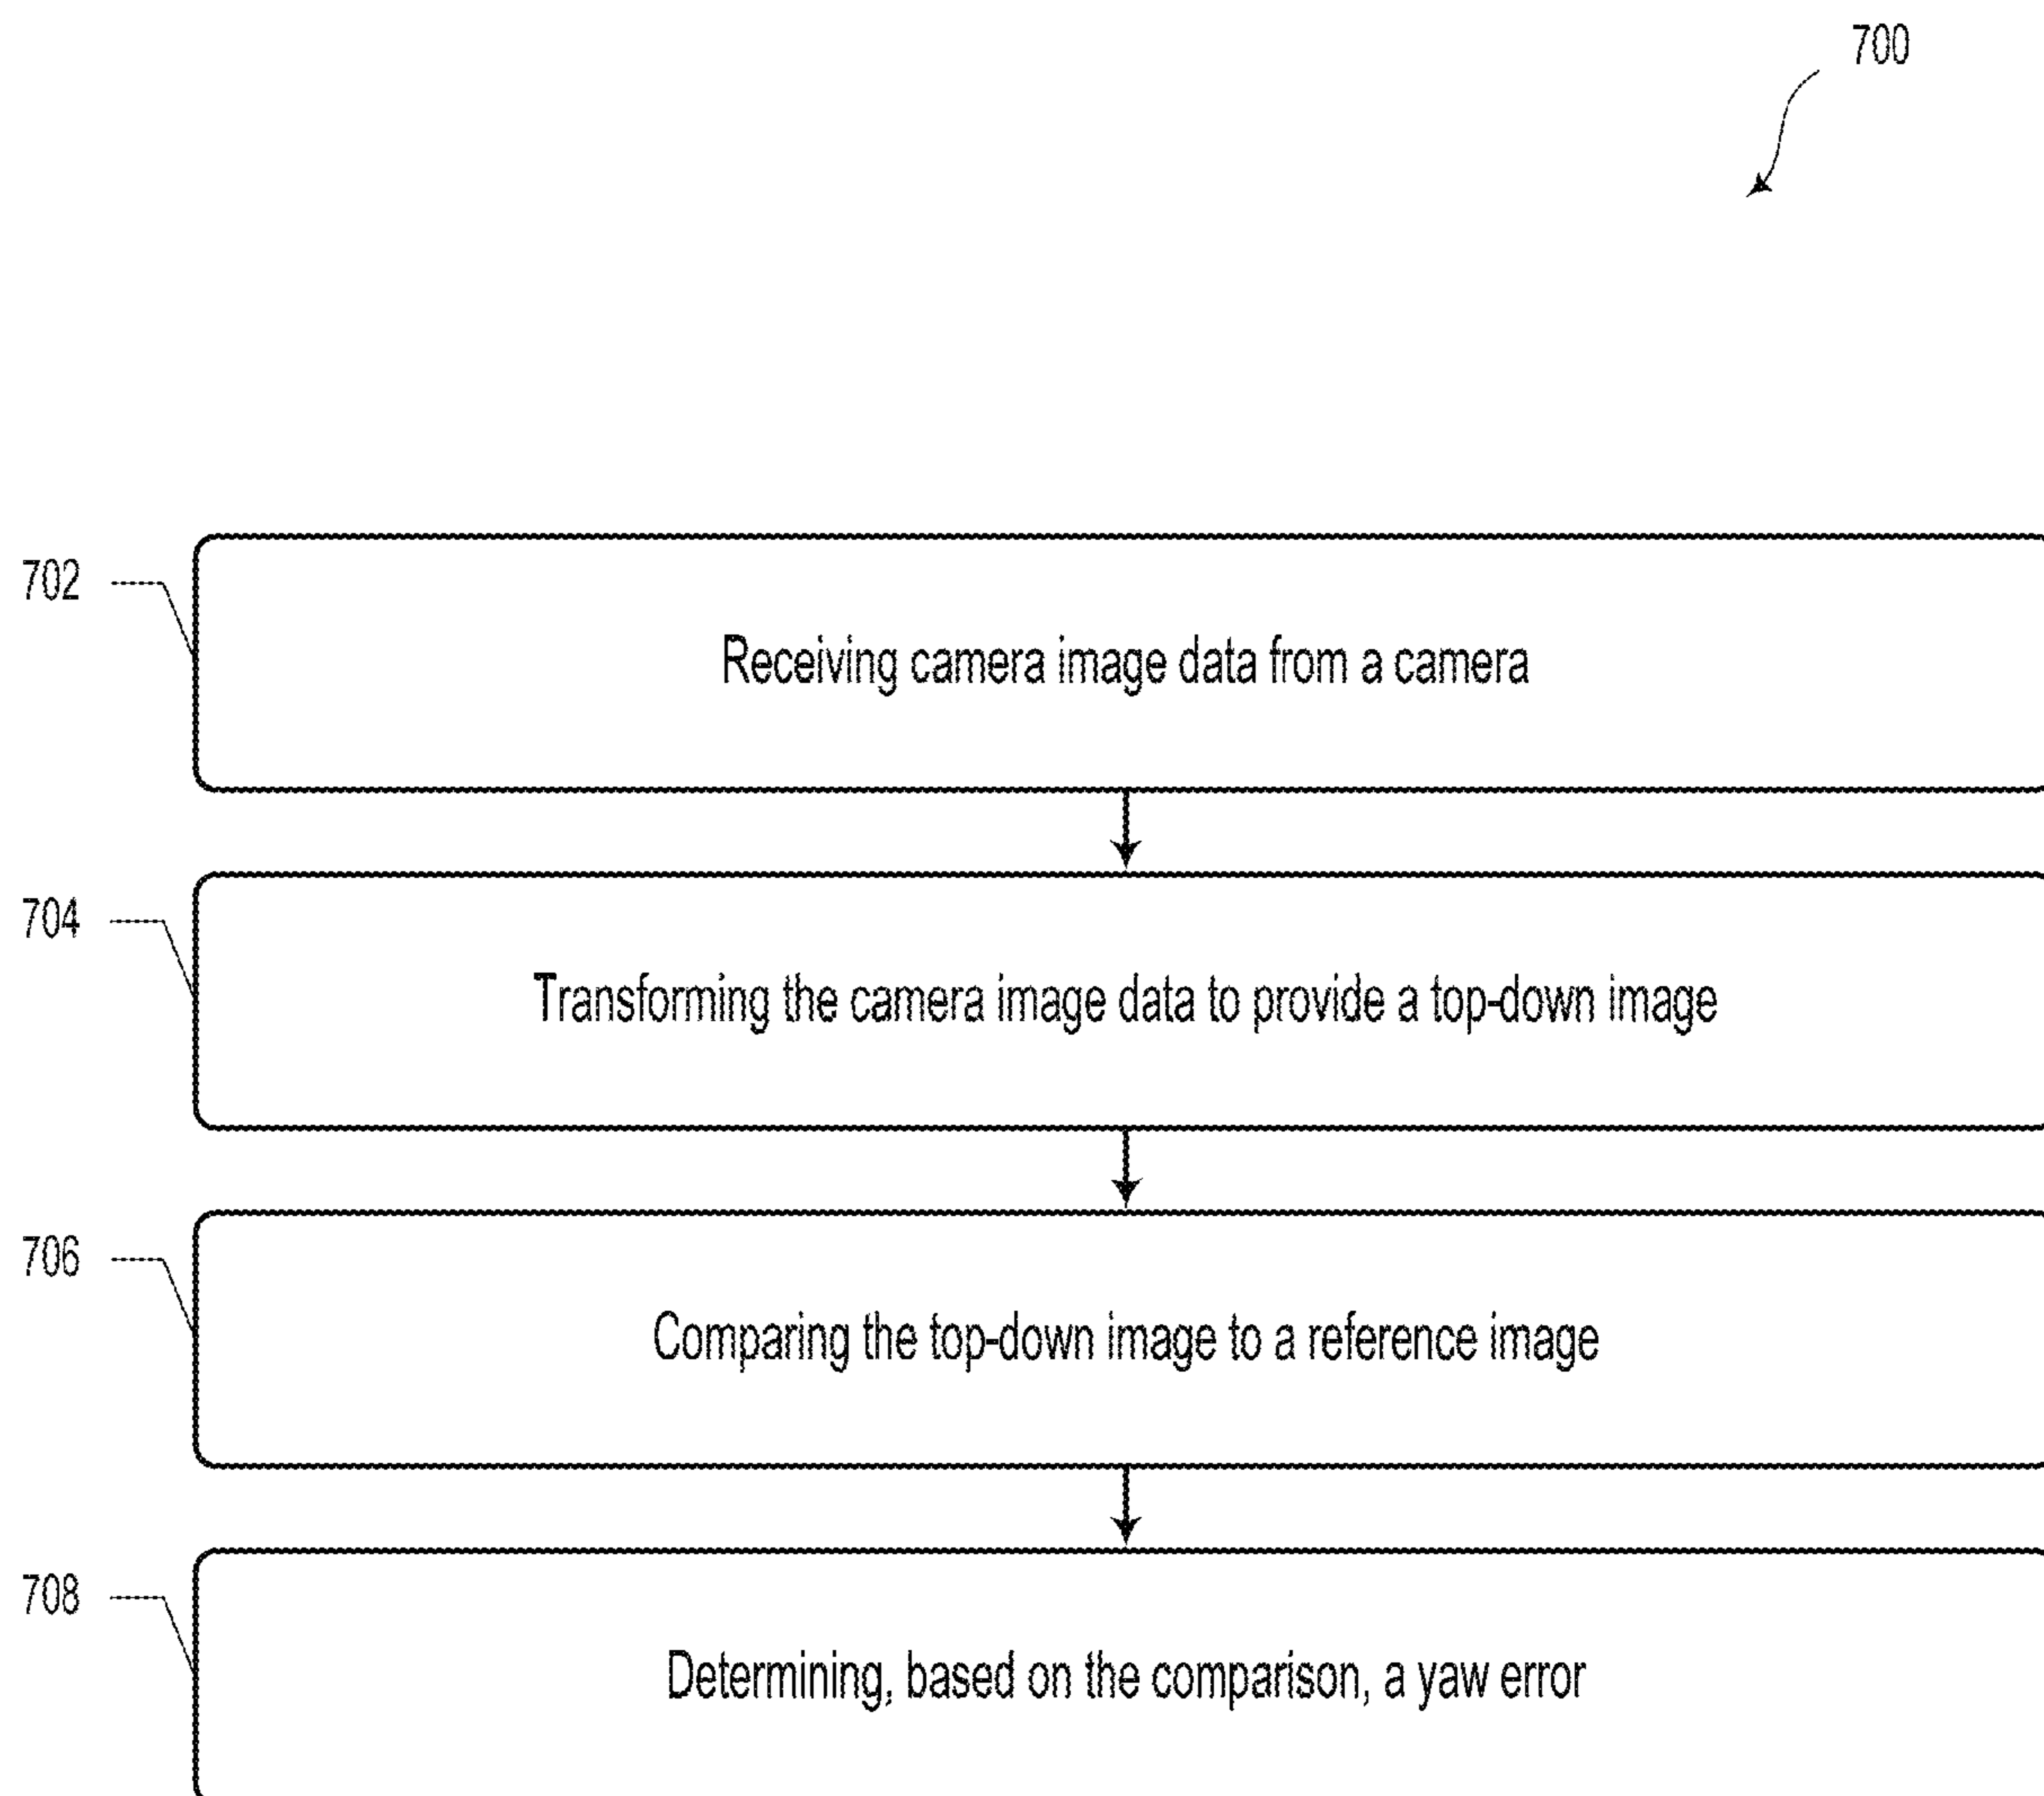 700
702
Receiving camera image data from a camera
704
Transforming the camera image data to provide a top-down image
706
Comparing the top-down image to a reference image
708
Determining, based on the comparison, a yaw error